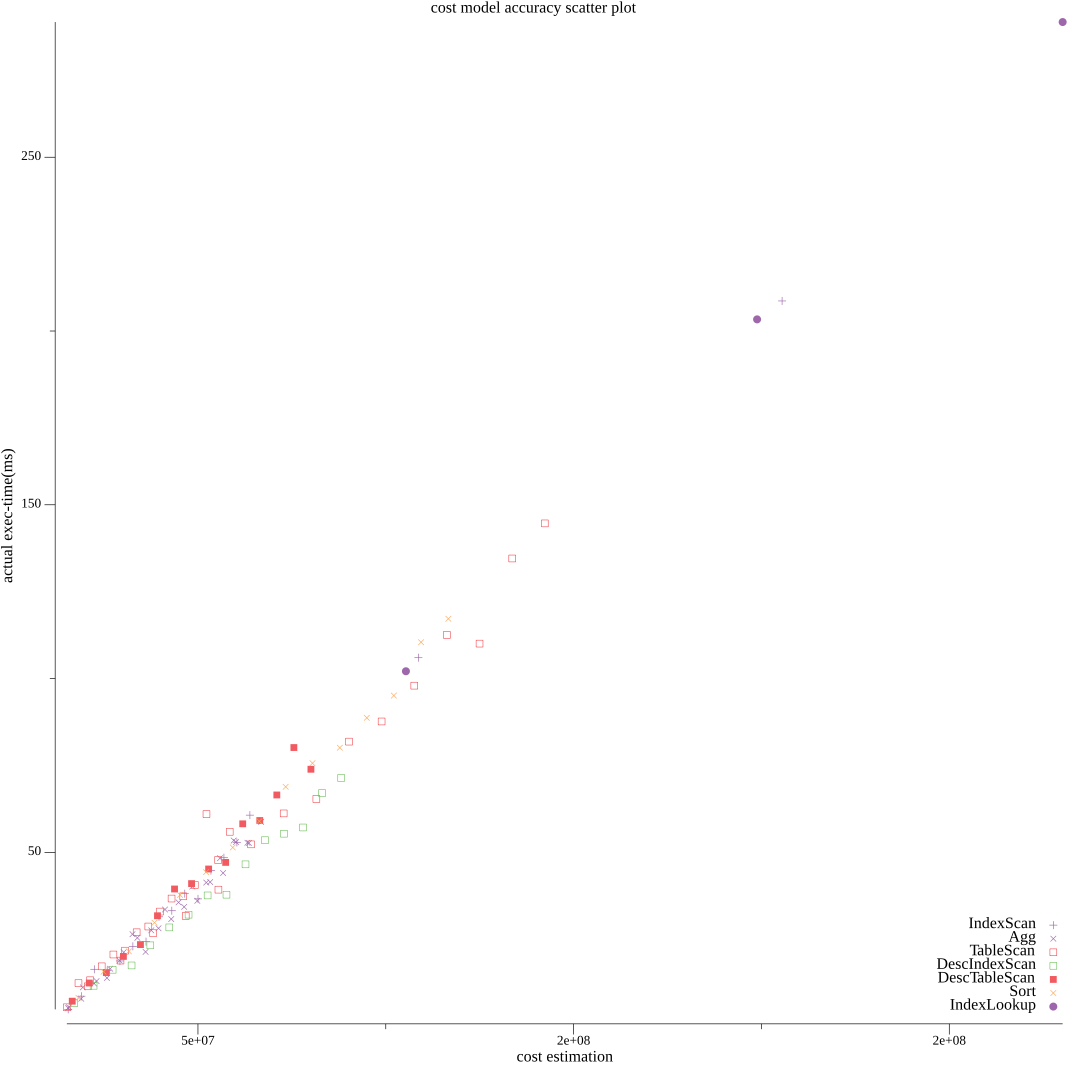 cost model accuracy scatter plot
250
150
50
actual exec-time(ms)
IndexScan
Agg
TableScan
DescIndexScan
DescTableScan
Sort
IndexLookup
5e+07
2e+08
2e+08
cost estimation